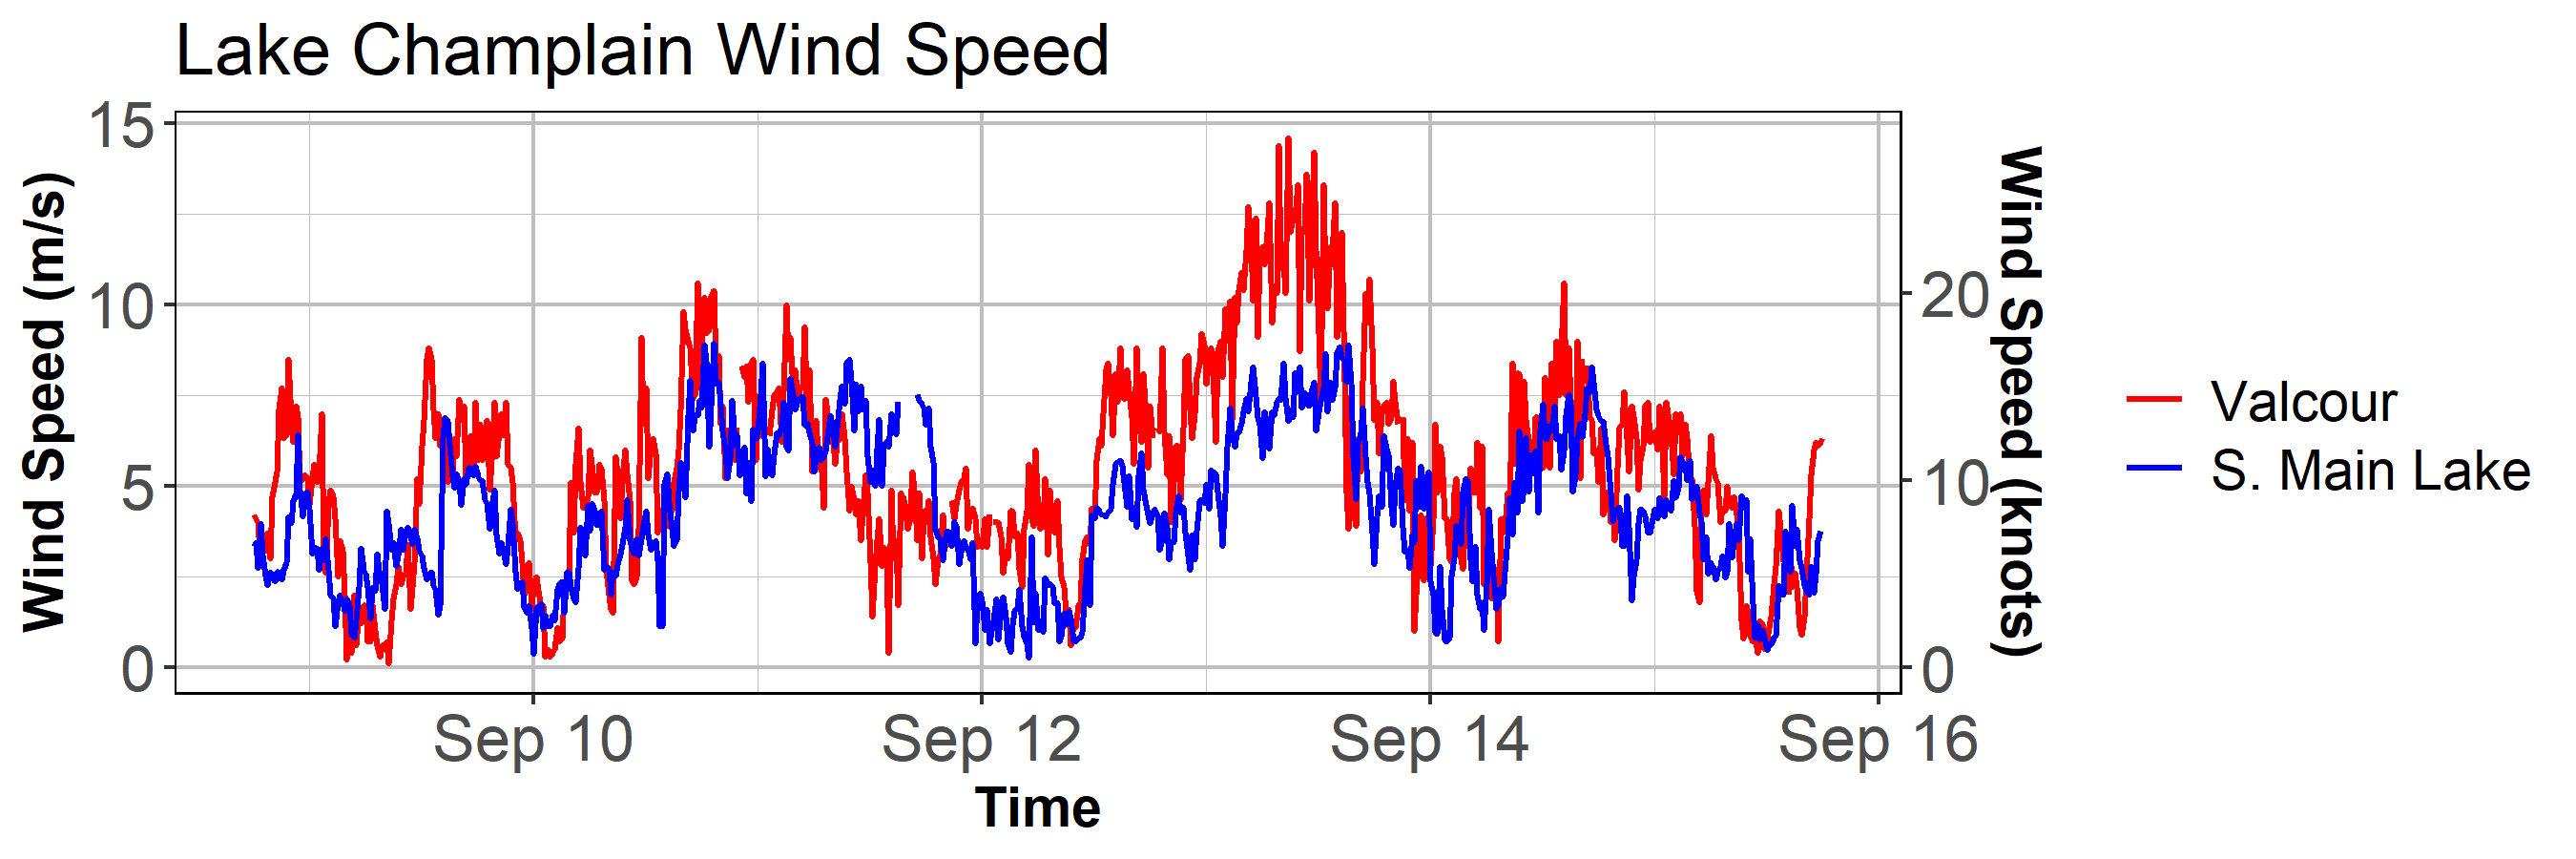 Lake Champlain Wind Speed
15
10
5
0
Wind Speed (m/s)
20
10
0
Wind Speed (knots)
Sep 10
Sep 12
Sep 14
Sep 16
Time
Valcour
S. Main Lake